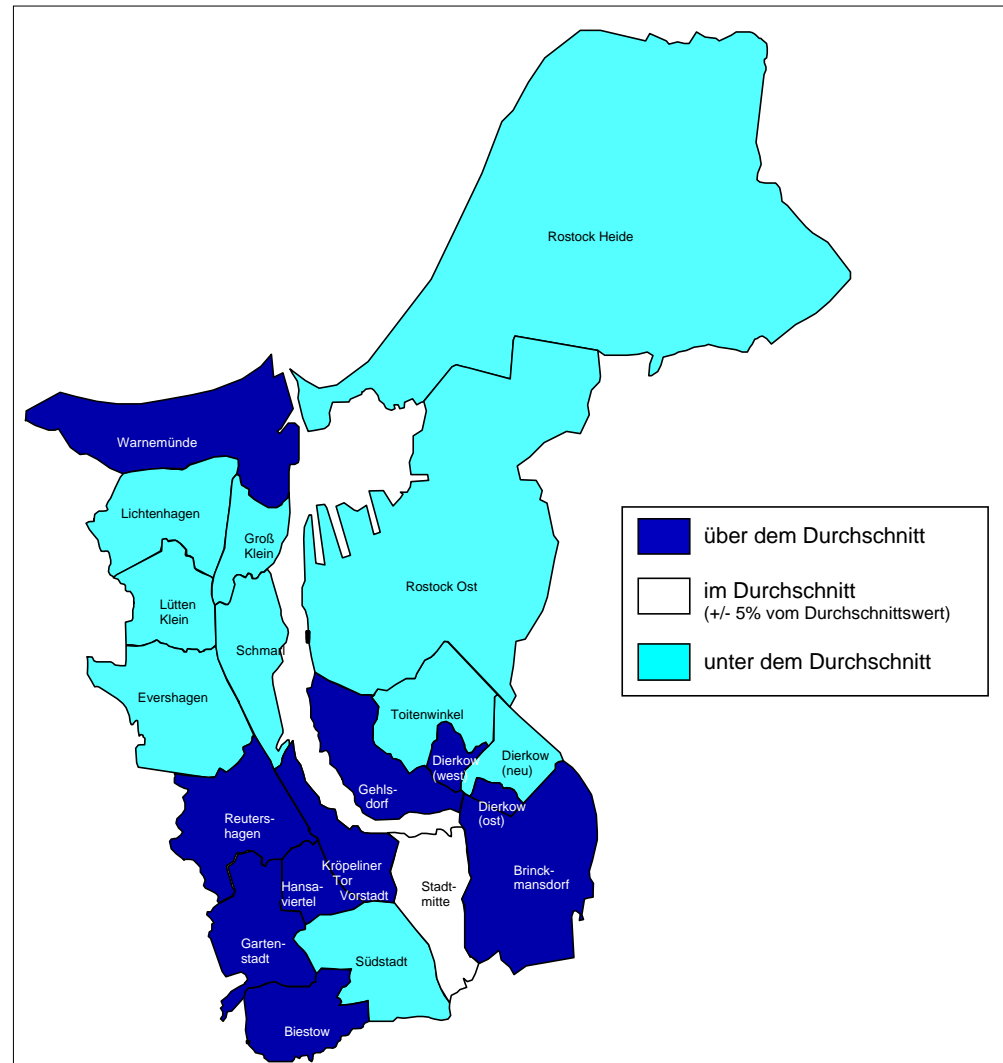 Rostock Heide
Warnemünde
Lichtenhagen
Groß
Klein
Rostock Ost
Lütten
Klein
Schmarl
Evershagen
Toitenwinkel
Dierkow
(west)
Dierkow
(neu)
Gehls-
dorf
Dierkow
(ost)
Reuters-
hagen
Kröpeliner
Tor
Vorstadt
Hansa-
viertel
Stadt-
mitte
Brinck-
mansdorf
Garten-
stadt
Südstadt
Biestow
über dem Durchschnitt
im Durchschnitt
(+/- 5% vom Durchschnittswert)
unter dem Durchschnitt